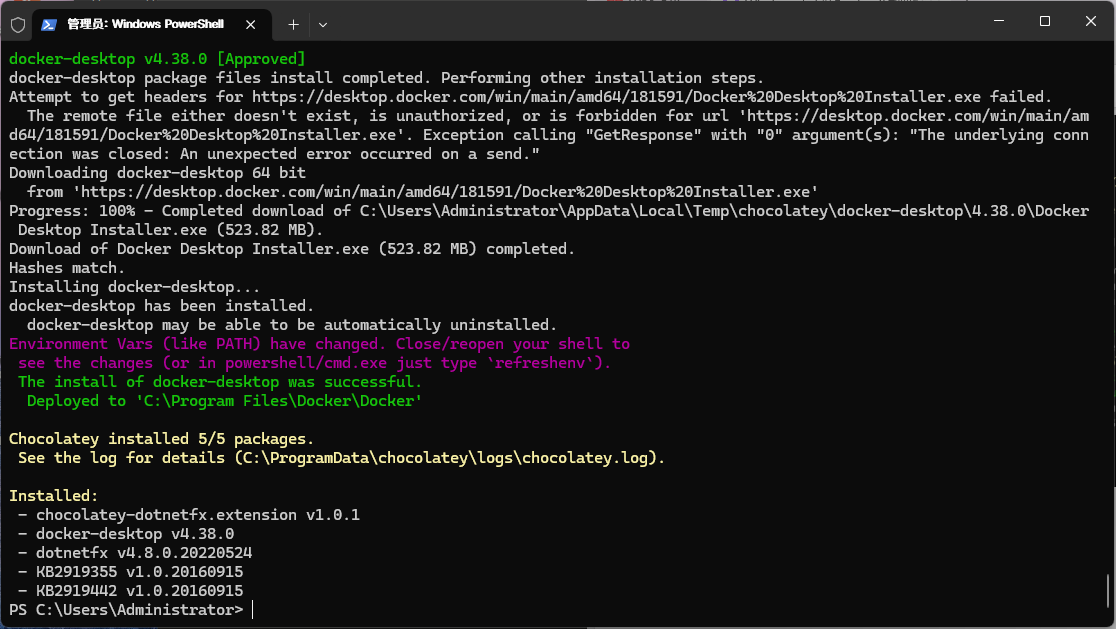 管理员: Windows PowerShell
docker-desktop v4.38.0 [Approved]
docker-desktop package files install completed. Performing other installation steps.
Attempt to get headers for https://desktop.docker.com/win/main/amd64/181591/Docker%20Desktop%20Installer.exe failed.
  The remote file either doesn't exist, is unauthorized, or is forbidden for url 'https://desktop.docker.com/win/main/am
d64/181591/Docker%20Desktop%20Installer.exe'. Exception calling "GetResponse" with "0" argument(s): "The underlying conn
ection was closed: An unexpected error occurred on a send."
Downloading docker-desktop 64 bit
  from 'https://desktop.docker.com/win/main/amd64/181591/Docker%20Desktop%20Installer.exe'
Progress: 100% - Completed download of C:\Users\Administrator\AppData\Local\Temp\chocolatey\docker-desktop\4.38.0\Docker
 Desktop Installer.exe (523.82 MB).
Download of Docker Desktop Installer.exe (523.82 MB) completed.
Hashes match.
Installing docker-desktop...
docker-desktop has been installed.
  docker-desktop may be able to be automatically uninstalled.
Environment Vars (like PATH) have changed. Close/reopen your shell to
 see the changes (or in powershell/cmd.exe just type `refreshenv`).
 The install of docker-desktop was successful.
  Deployed to 'C:\Program Files\Docker\Docker'
Chocolatey installed 5/5 packages.
 See the log for details (C:\ProgramData\chocolatey\logs\chocolatey.log).
Installed:
 - chocolatey-dotnetfx.extension v1.0.1
 - docker-desktop v4.38.0
 - dotnetfx v4.8.0.20220524
 - KB2919355 v1.0.20160915
 - KB2919442 v1.0.20160915
PS C:\Users\Administrator>